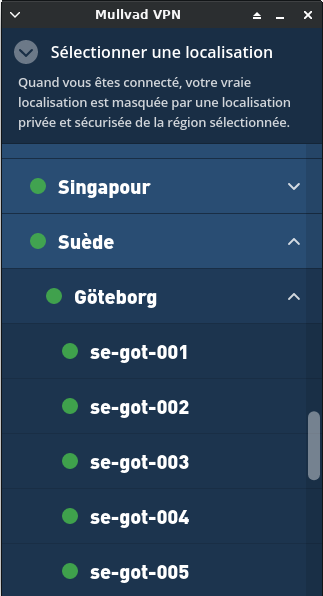 Mullvad VPN
Sélectionner une localisation
Quand vous êtes connecté, votre vraie
localisation est masquée par une localisation
privée et sécurisée de la région sélectionnée.
Singapour
Suède
Göteborg
se-got-001
se-got-002
se-got-003
se-got-004
se-got-005